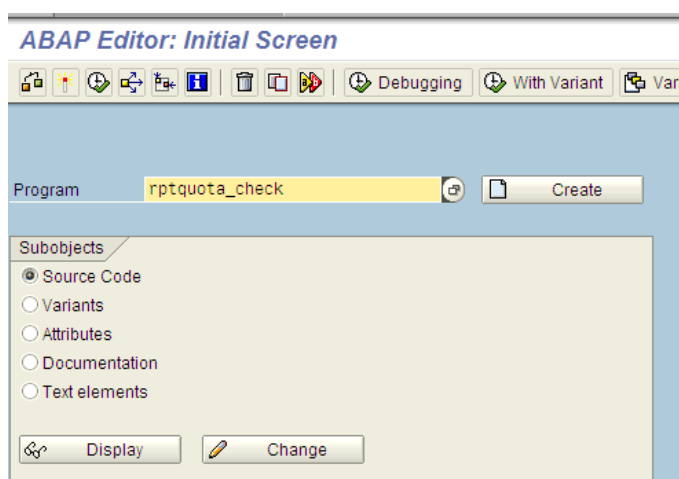 ABAP Editor: Initial Screen
Debugging With Variant Var
Program rptquota_check Create
Subobjects
Source Code
Variants
Attributes
Documentation
Text elements
Display Change